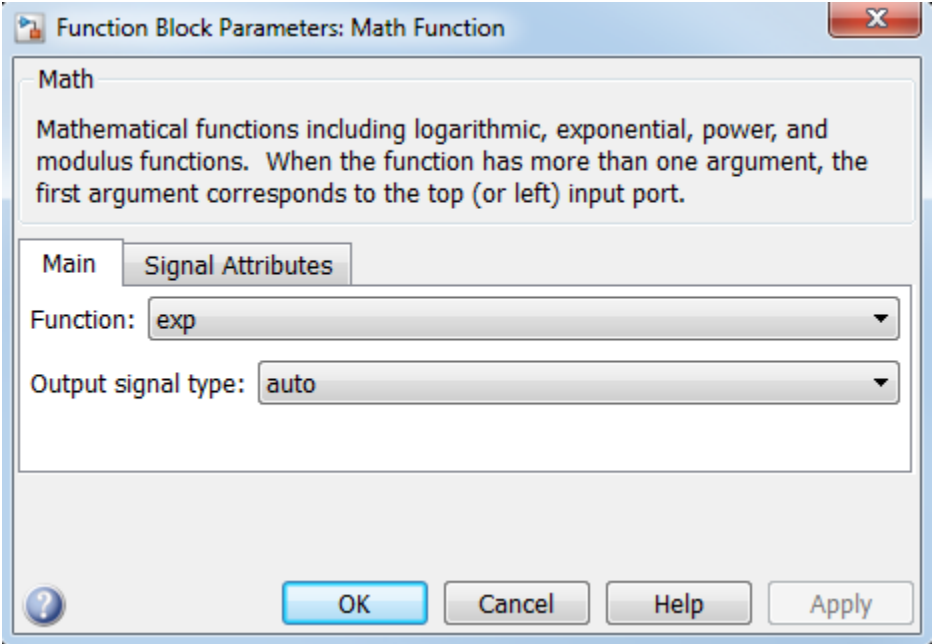 Function Block Parameters: Math Function
X
Math
Mathematical functions including logarithmic, exponential, power, and
modulus functions.  When the function has more than one argument, the
first argument corresponds to the top (or left) input port.
Main Signal Attributes
Function: exp
Output signal type: auto
? OK Cancel Help Apply